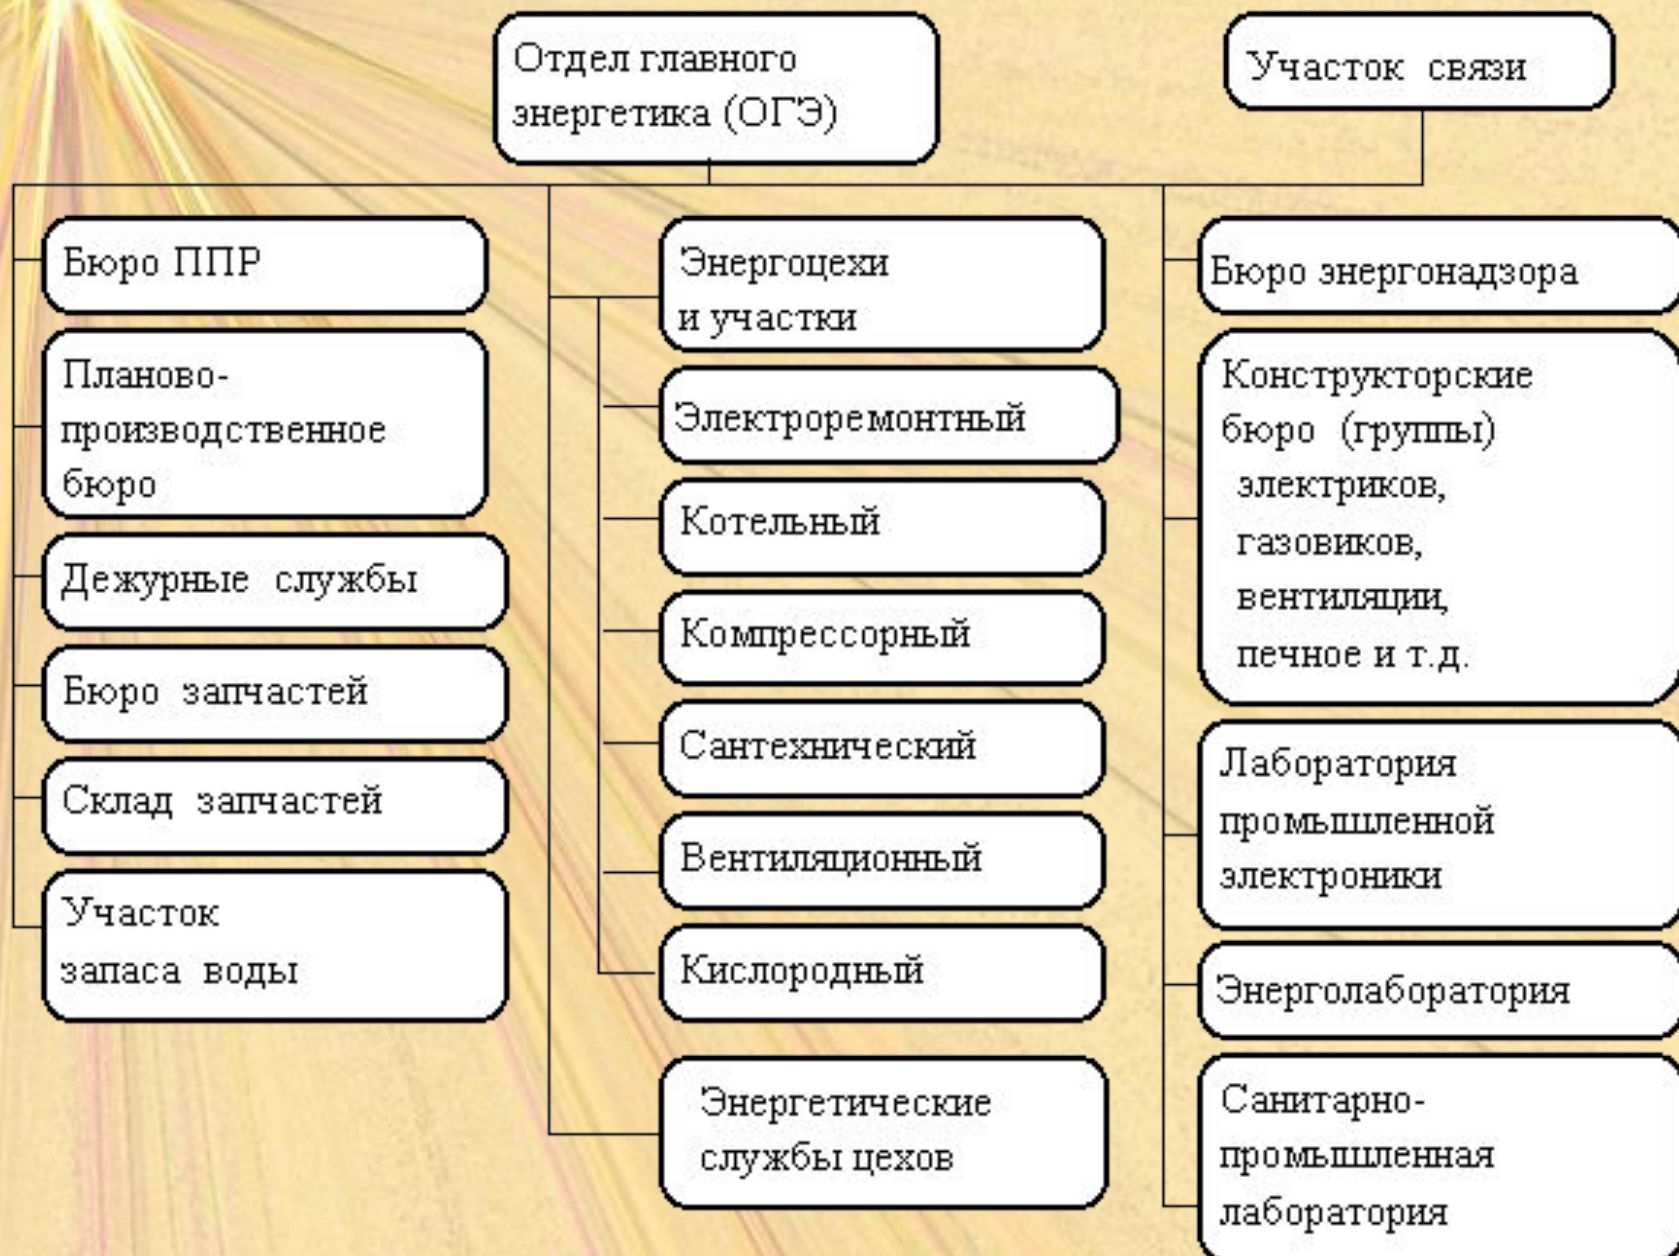 Отдел главного
энергетика (ОГЭ)
Участок связи
Бюро ППР
Планово-
производственное
бюро
Дежурные службы
Бюро запчастей
Склад запчастей
Участок
запаса воды
Энергоцехи
и участки
Электроремонтный
Котельный
Компрессорный
Сантехнический
Вентиляционный
Кислородный
Энергетические
службы цехов
Бюро энергонадзора
Конструкторские
бюро (группы)
электриков,
газовиков,
вентиляции,
печное и т.д.
Лаборатория
промышленной
электроники
Энерголаборатория
Санитарно-
промышленная
лаборатория